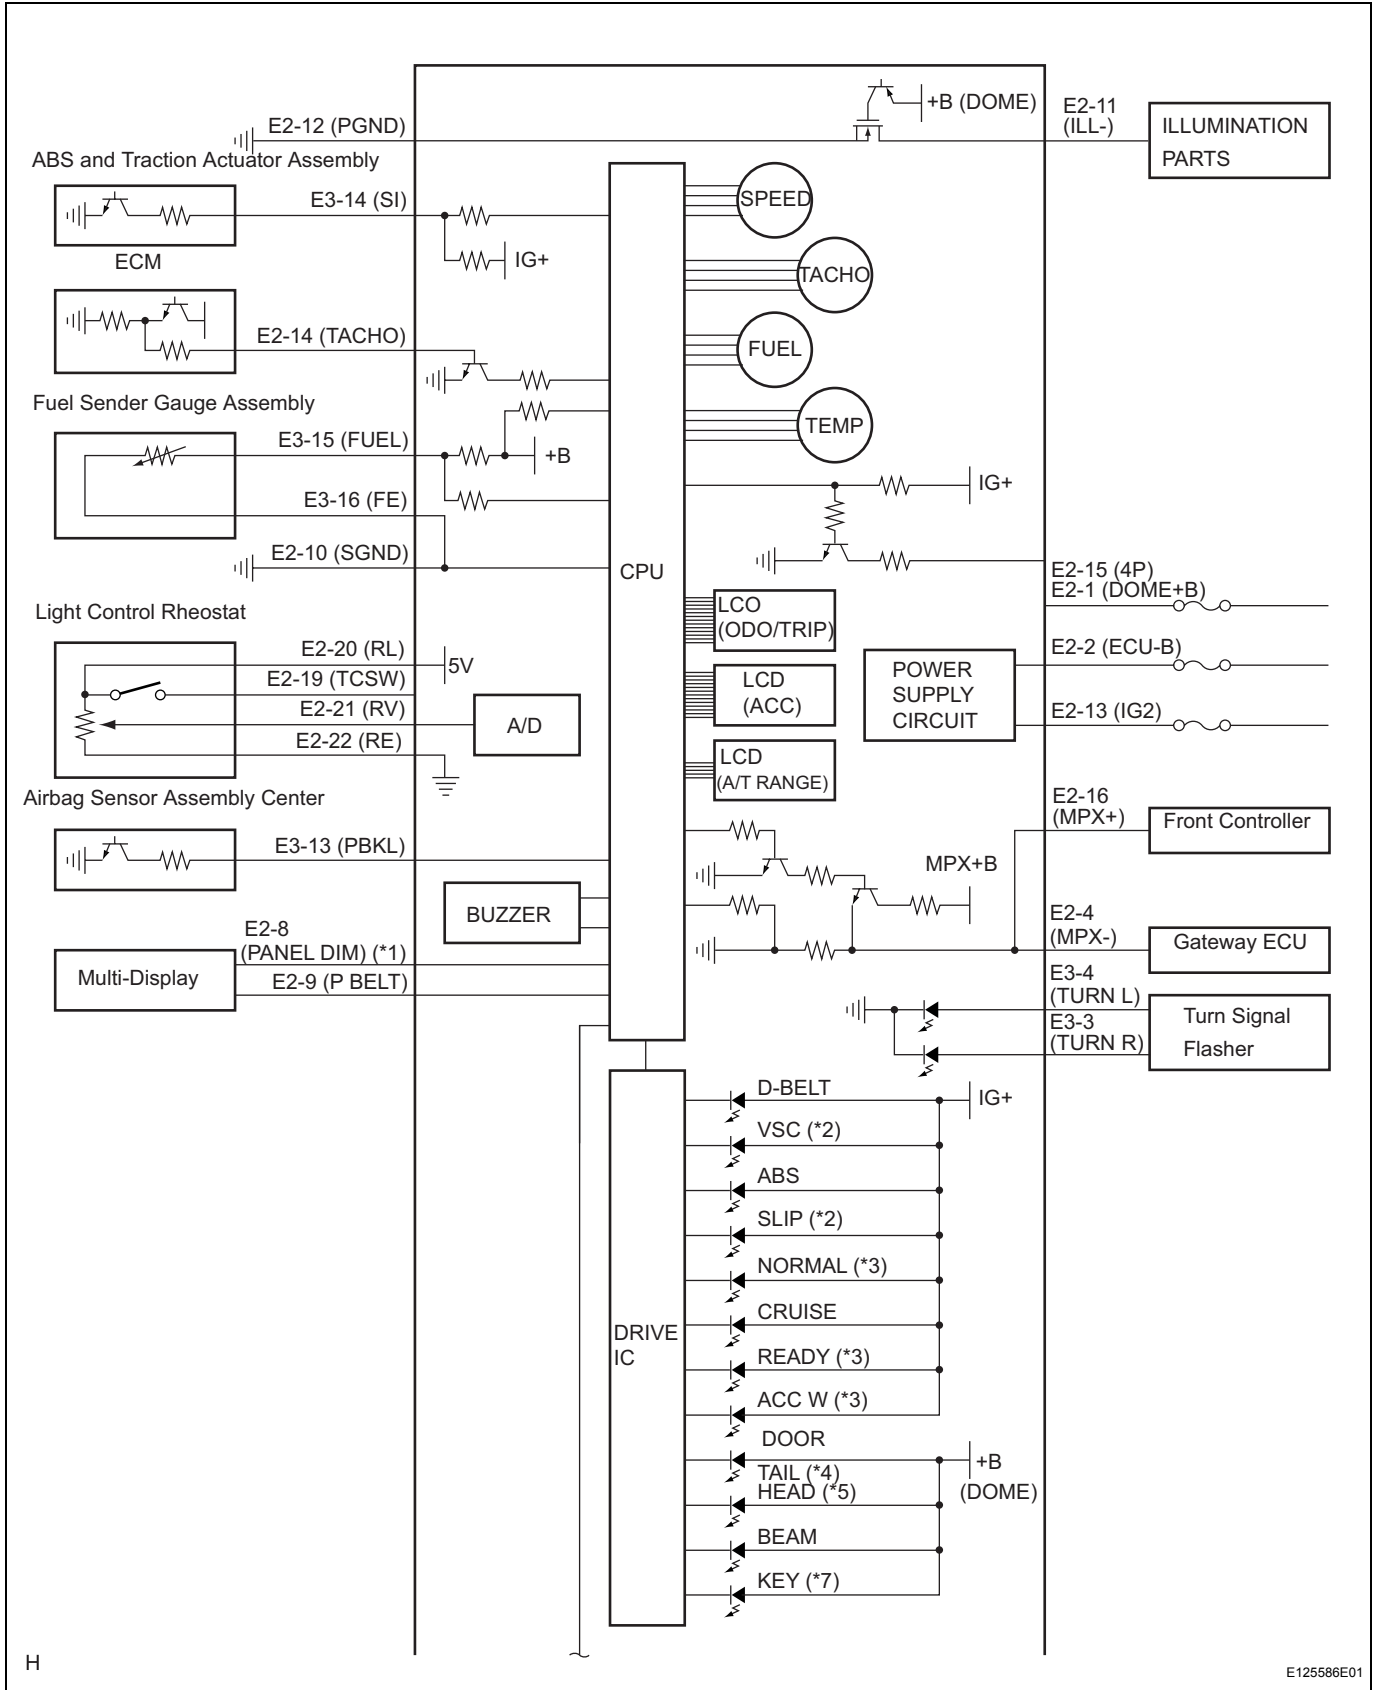 +B (DOME)
E2-11
(ILL-)
ILLUMINATION
PARTS
E2-12 (PGND)
ABS and Traction Actuator Assembly
E3-14 (SI)
IG+
SPEED
ECM
E2-14 (TACHO)
TACHO
FUEL
Fuel Sender Gauge Assembly
E3-15 (FUEL)
+B
E3-16 (FE)
TEMP
IG+
E2-10 (SGND)
CPU
E2-15 (4P)
E2-1 (DOME+B)
Light Control Rheostat
LCO
(ODO/TRIP)
E2-20 (RL)
5V
E2-19 (TCSW)
E2-21 (RV)
E2-22 (RE)
A/D
LCD
(ACC)
POWER
SUPPLY
CIRCUIT
E2-2 (ECU-B)
E2-13 (IG2)
LCD
(A/T RANGE)
Airbag Sensor Assembly Center
E3-13 (PBKL)
E2-16
(MPX+)
Front Controller
MPX+B
BUZZER
E2-8
(PANEL DIM) (*1)
E2-9 (P BELT)
Multi-Display
E2-4
(MPX-)
Gateway ECU
E3-4
(TURN L)
E3-3
(TURN R)
Turn Signal
Flasher
DRIVE
IC
D-BELT
IG+
VSC (*2)
ABS
SLIP (*2)
NORMAL (*3)
CRUISE
READY (*3)
ACC W (*3)
DOOR
+B
(DOME)
TAIL (*4)
HEAD (*5)
BEAM
KEY (*7)
H
E125586E01